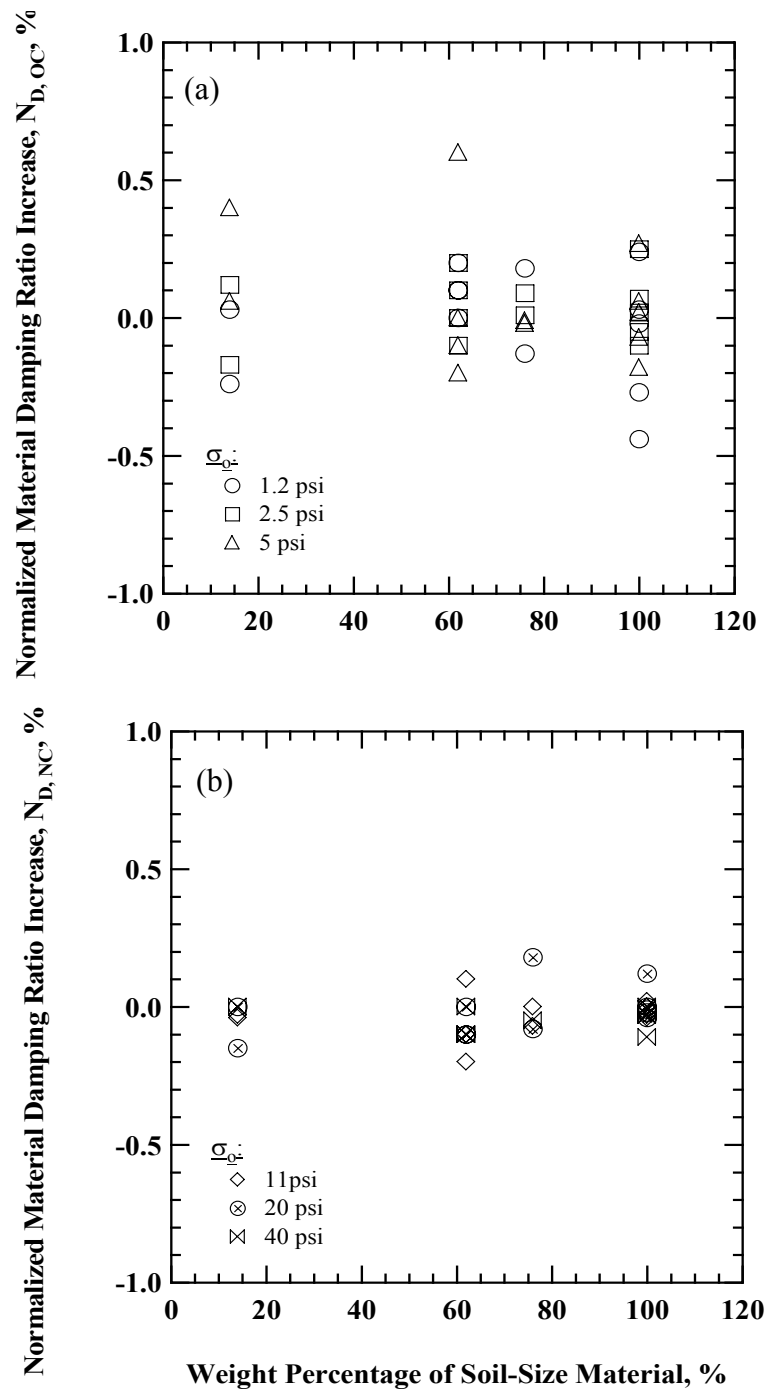 Normalized Material Damping Ratio Increase, N_D, OC, %
1.0
(a)
0.5
0.0
-0.5
σ_o:
1.2 psi
2.5 psi
5 psi
-1.0
0 20 40 60 80 100 120
Normalized Material Damping Ratio Increase, N_D, NC, %
1.0
(b)
0.5
0.0
-0.5
σ_o:
11psi
20 psi
40 psi
-1.0
0 20 40 60 80 100 120
Weight Percentage of Soil-Size Material, %